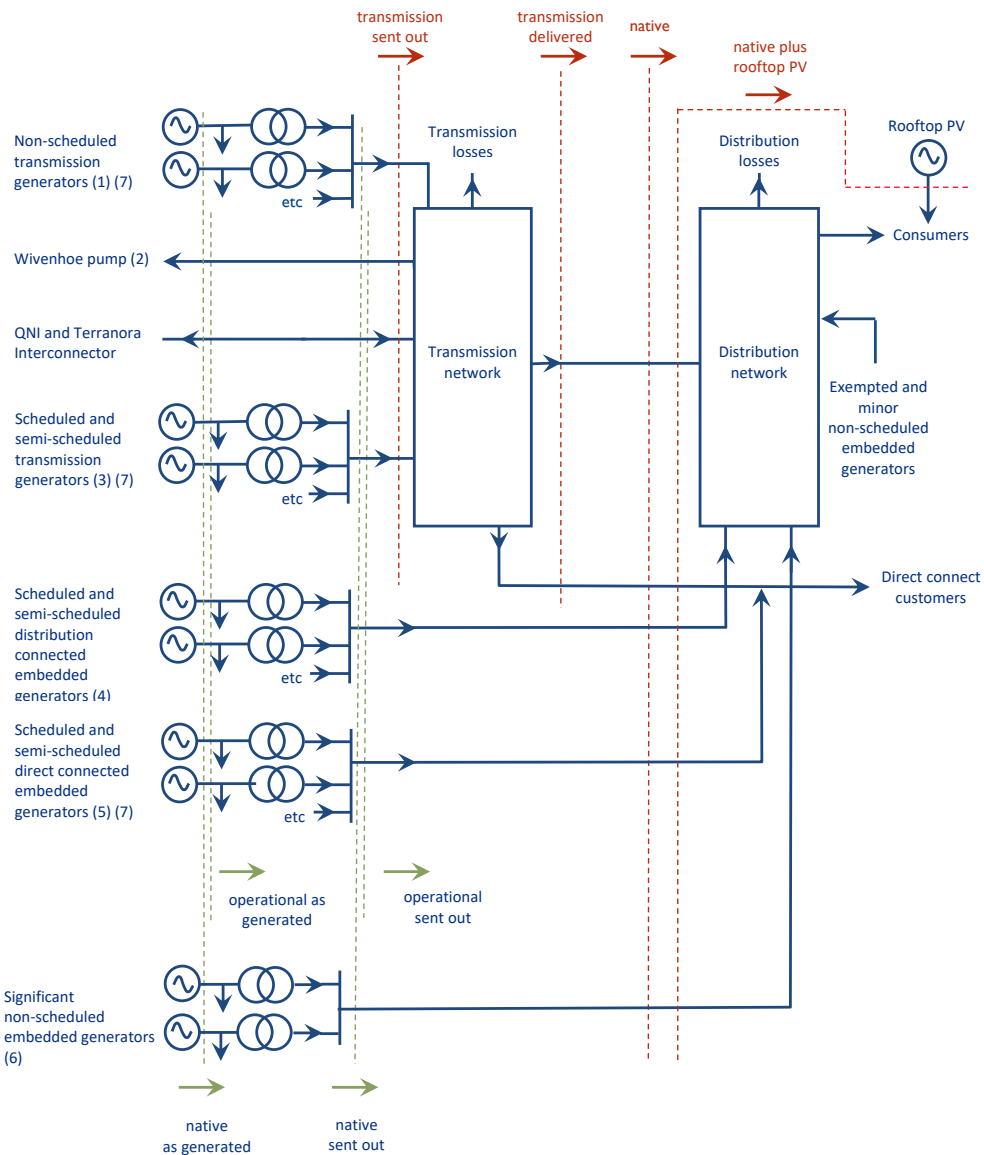 transmission
sent out
transmission
delivered
native
native plus
rooftop PV
Non-scheduled
transmission
generators (1) (7)
etc
Transmission
losses
Distribution
losses
Rooftop PV
Consumers
Wivenhoe pump (2)
QNI and Terranora
Interconnector
Transmission
network
Distribution
network
Exempted and
minor
non-scheduled
embedded
generators
Scheduled and
semi-scheduled
transmission
generators (3) (7)
etc
Direct connect
customers
Scheduled and
semi-scheduled
distribution
connected
embedded
generators (4)
etc
Scheduled and
semi-scheduled
direct connected
embedded
generators (5) (7)
etc
operational as
generated
operational
sent out
Significant
non-scheduled
embedded generators
(6)
native
as generated
native
sent out